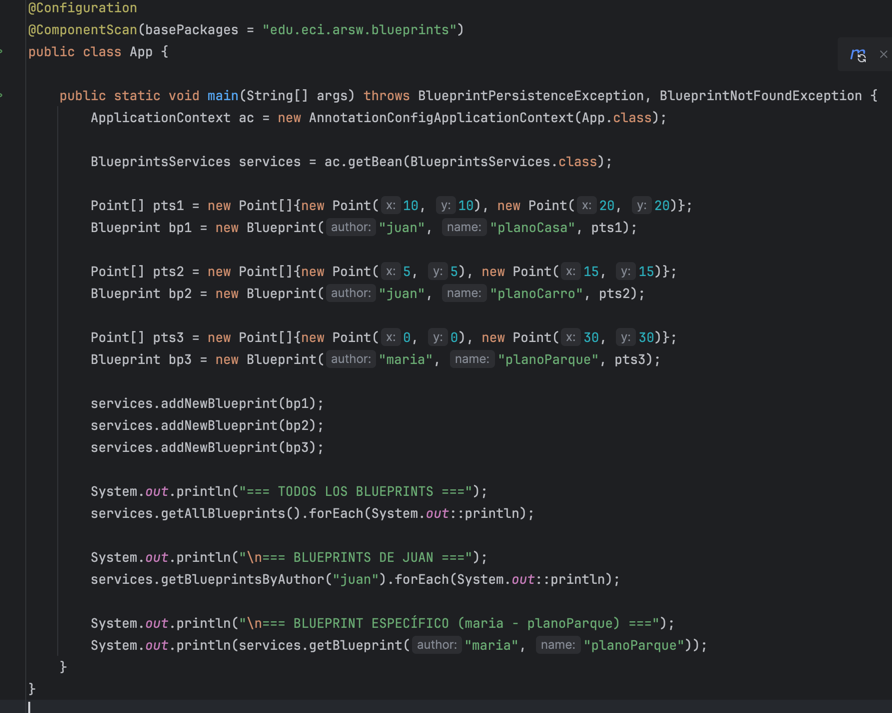 @Configuration
@ComponentScan(basePackages = "edu.eci.arsw.blueprints")
public class App {
public static void main(String[] args) throws BlueprintPersistenceException, BlueprintNotFoundException {
ApplicationContext ac = new AnnotationConfigApplicationContext(App.class);
BlueprintsServices services = ac.getBean(BlueprintsServices.class);
Point[] pts1 = new Point[]{new Point( x: 10, y: 10), new Point( x: 20, y: 20)};
Blueprint bp1 = new Blueprint( author: "juan", name: "planoCasa", pts1);
Point[] pts2 = new Point[]{new Point( x: 5, y: 5), new Point( x: 15, y: 15)};
Blueprint bp2 = new Blueprint( author: "juan", name: "planoCarro", pts2);
Point[] pts3 = new Point[]{new Point( x: 0, y: 0), new Point( x: 30, y: 30)};
Blueprint bp3 = new Blueprint( author: "maria", name: "planoParque", pts3);
services.addNewBlueprint(bp1);
services.addNewBlueprint(bp2);
services.addNewBlueprint(bp3);
System.out.println("=== TODOS LOS BLUEPRINTS ===");
services.getAllBlueprints().forEach(System.out::println);
System.out.println("\n=== BLUEPRINTS DE JUAN ===");
services.getBlueprintsByAuthor("juan").forEach(System.out::println);
System.out.println("\n=== BLUEPRINT ESPECÍFICO (maria - planoParque) ===");
System.out.println(services.getBlueprint( author: "maria", name: "planoParque"));
}
}